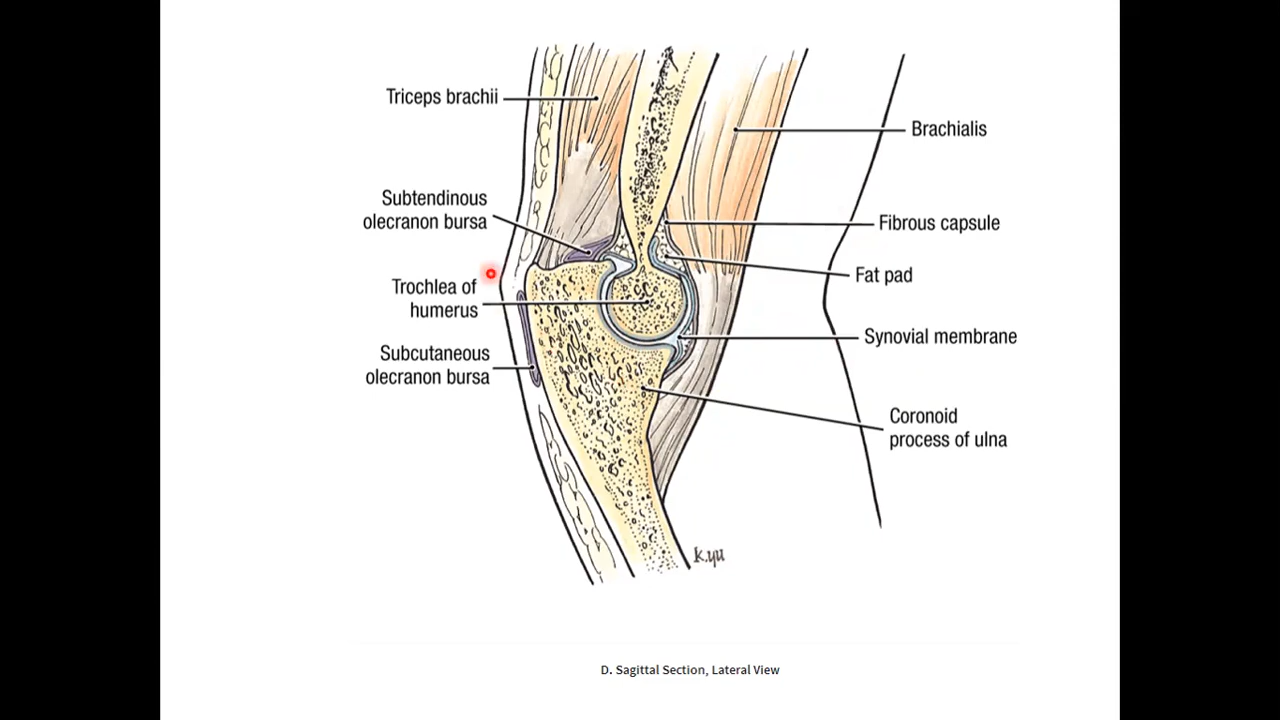 Triceps brachii
Brachialis
Subtendinous
olecranon bursa
Fibrous capsule
Fat pad
Trochlea of
humerus
Synovial membrane
Subcutaneous
olecranon bursa
Coronoid
process of ulna
K.yu
D. Sagittal Section, Lateral View